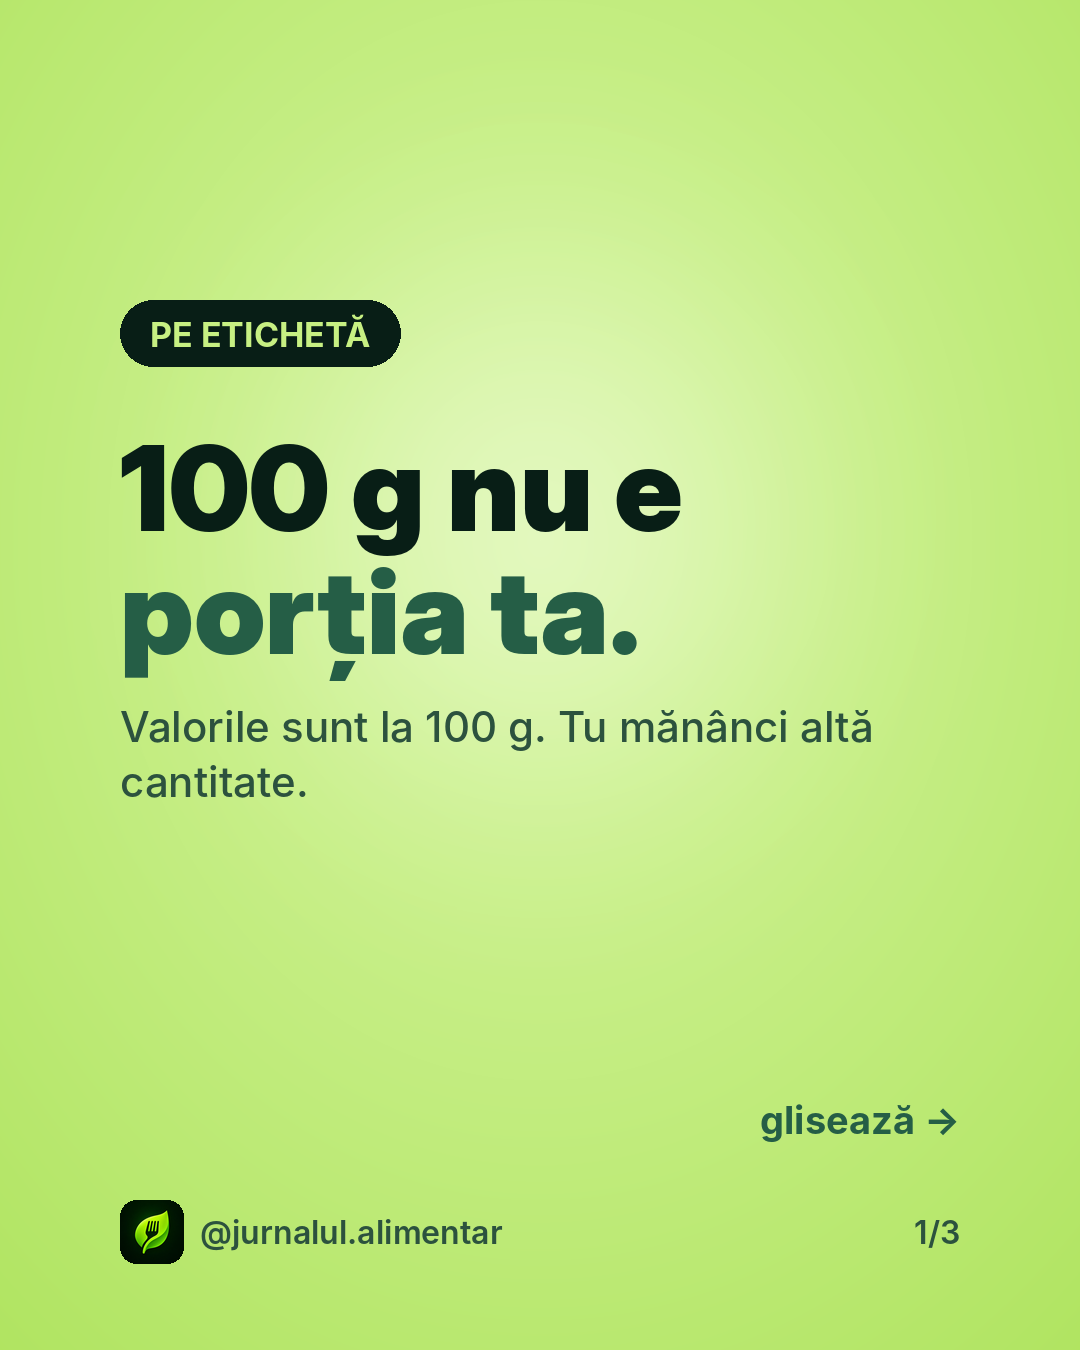 PE ETICHETĂ
100 g nu e
porția ta.
Valorile sunt la 100 g. Tu mănânci altă
cantitate.
glisează →
@jurnalul.alimentar
1/3